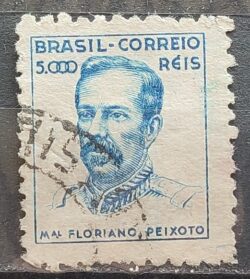 BRASIL-CORREIO
5.000 RÉIS
MAL FLORIANO PEIXOTO